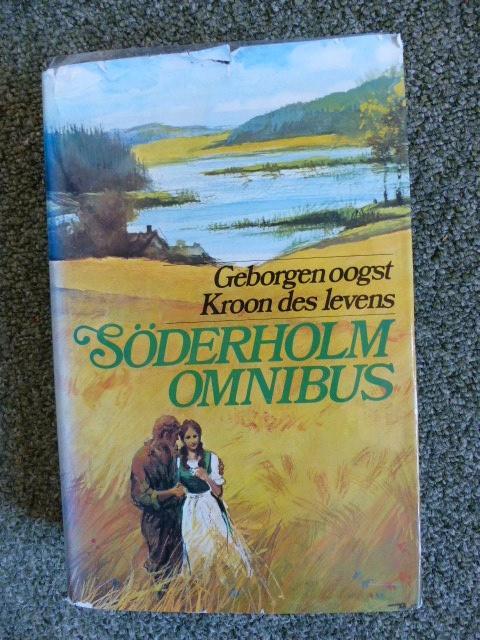 Geborgen oogst
Kroon des levens
SÖDERHOLM
OMNIBUS